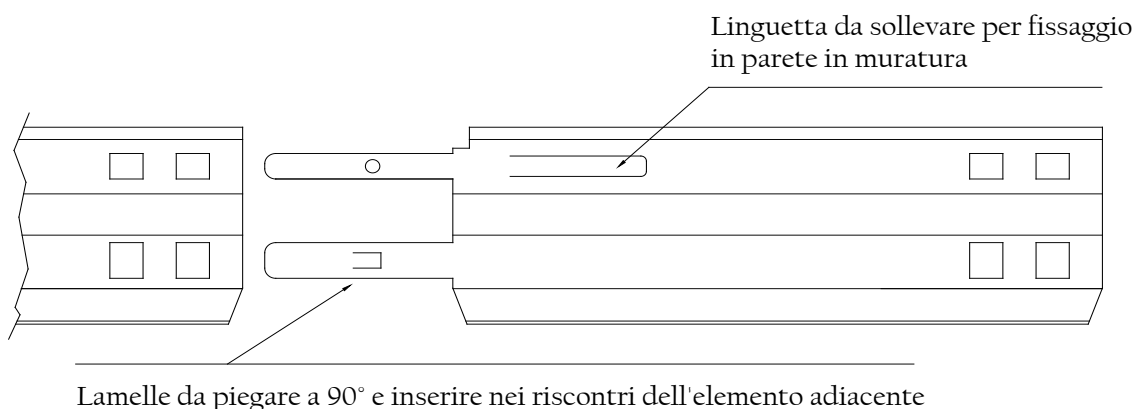 Linguetta da sollevare per fissaggio
in parete in muratura
Lamelle da piegare a 90° e inserire nei riscontri dell'elemento adiacente